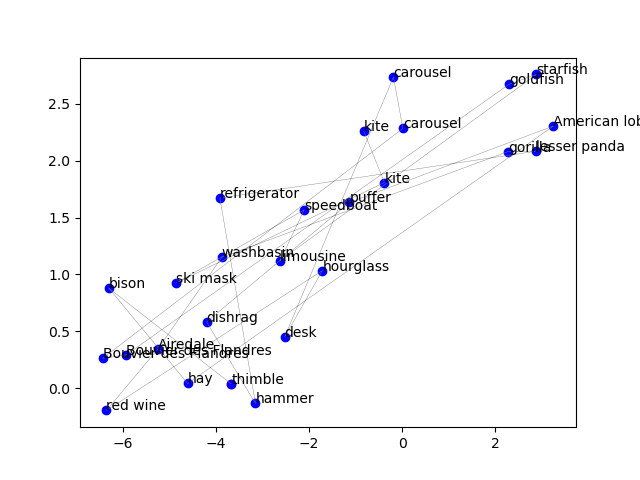 carousel
starfish
goldfish
kite
carousel
American lob
gorilla
lesser panda
kite
refrigerator
puffer
speedboat
washbasin
limousine
hourglass
bison
ski mask
dishrag
desk
Airedale
Bouvier des Flandres
Bouvier des Flandres
hay
thimble
hammer
red wine
2.5
2.0
1.5
1.0
0.5
0.0
−6 −4 −2 0 2